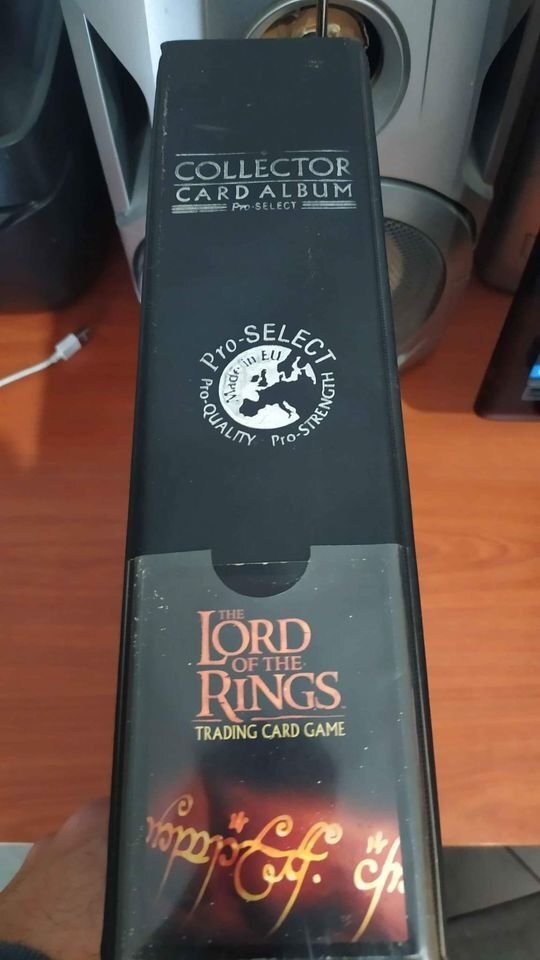 COLLECTOR
CARD ALBUM
Pro-SELECT
Pro-SELECT
Made in EU
Pro-QUALITY Pro-STRENGTH
THE
LORD
OF THE
RINGS
TRADING CARD GAME